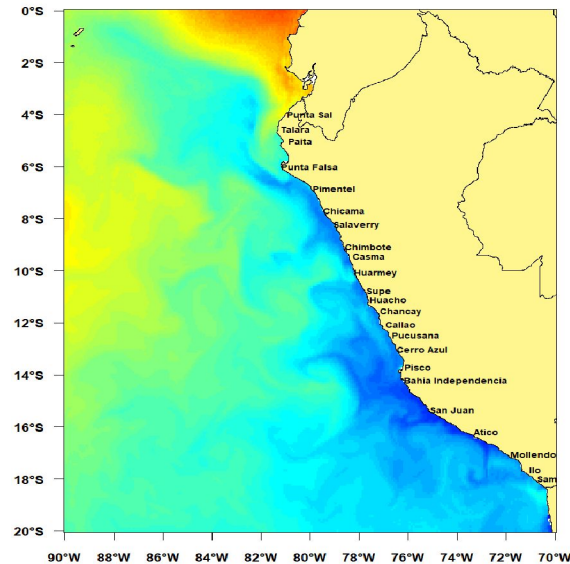 0°S
2°S
4°S
6°S
8°S
10°S
12°S
14°S
16°S
18°S
20°S
Punta Sal
Talara
Paita
Punta Falsa
Pimentel
Chicama
Salaverry
Chimbote
Casma
Huarmey
Supe
Huacho
Chancay
Callao
Pucusana
Cerro Azul
Pisco
Bahia Independencia
San Juan
Atico
Mollendo
Ilo
Sam
90°W 88°W 86°W 84°W 82°W 80°W 78°W 76°W 74°W 72°W 70°W